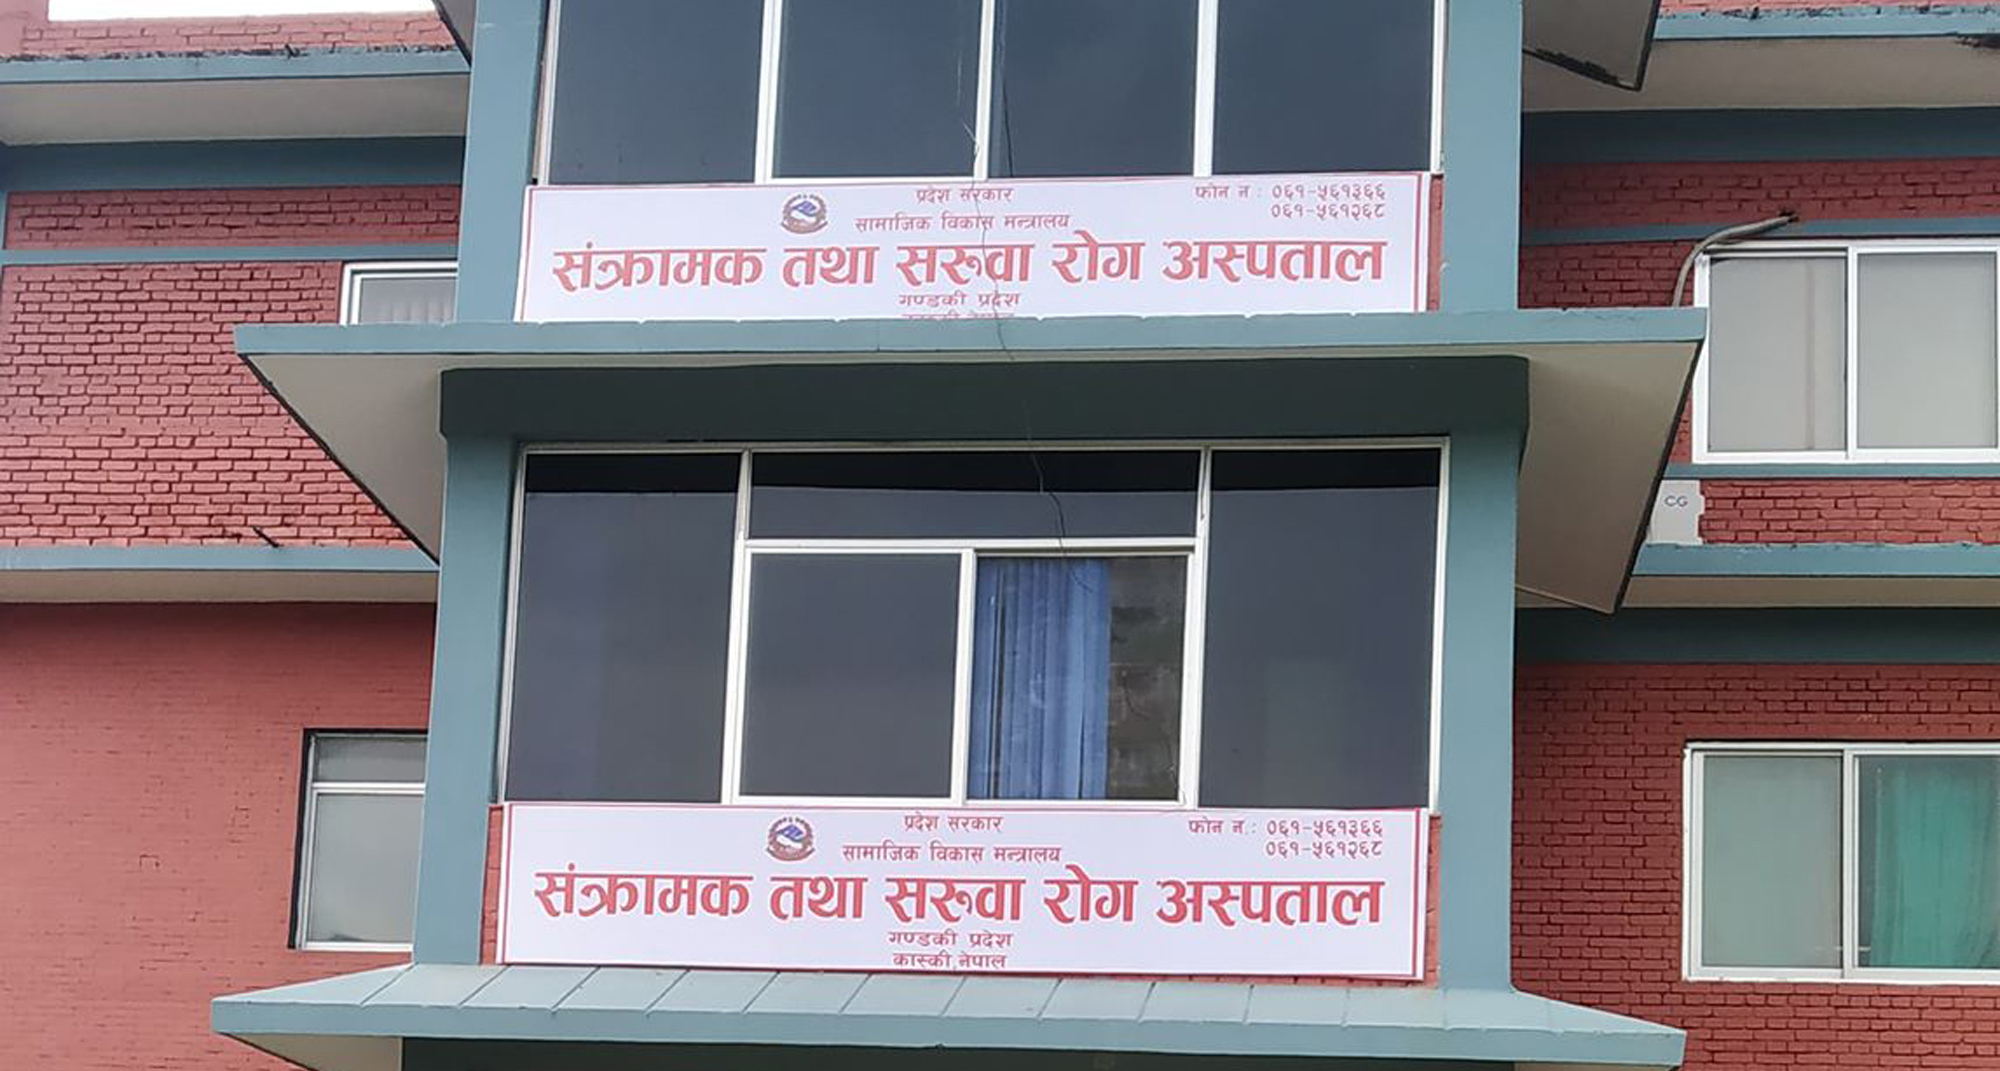 प्रदेश सरकार
सामाजिक विकास मन्त्रालय
फोन न : ०६१-५६१३६६
०६१-५६१२६८
संक्रामक तथा सरुवा रोग अस्पताल
गण्डकी प्रदेश
CG
प्रदेश सरकार
सामाजिक विकास मन्त्रालय
फोन न.: ०६१-५६१३६६
०६१-५६१२६८
संक्रामक तथा सरुवा रोग अस्पताल
गण्डकी प्रदेश
कास्की,नेपाल